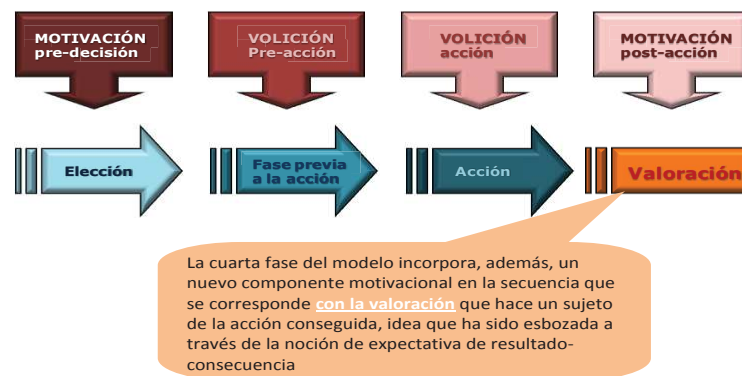 MOTIVACIÓN
pre-decisión
VOLICIÓN
Pre-acción
VOLICIÓN
acción
MOTIVACIÓN
post-acción
Elección
Fase previa
a la acción
Acción
Valoración
La cuarta fase del modelo incorpora, además, un
nuevo componente motivacional en la secuencia que
se corresponde con la valoración que hace un sujeto
de la acción conseguida, idea que ha sido esbozada a
través de la noción de expectativa de resultado-
consecuencia